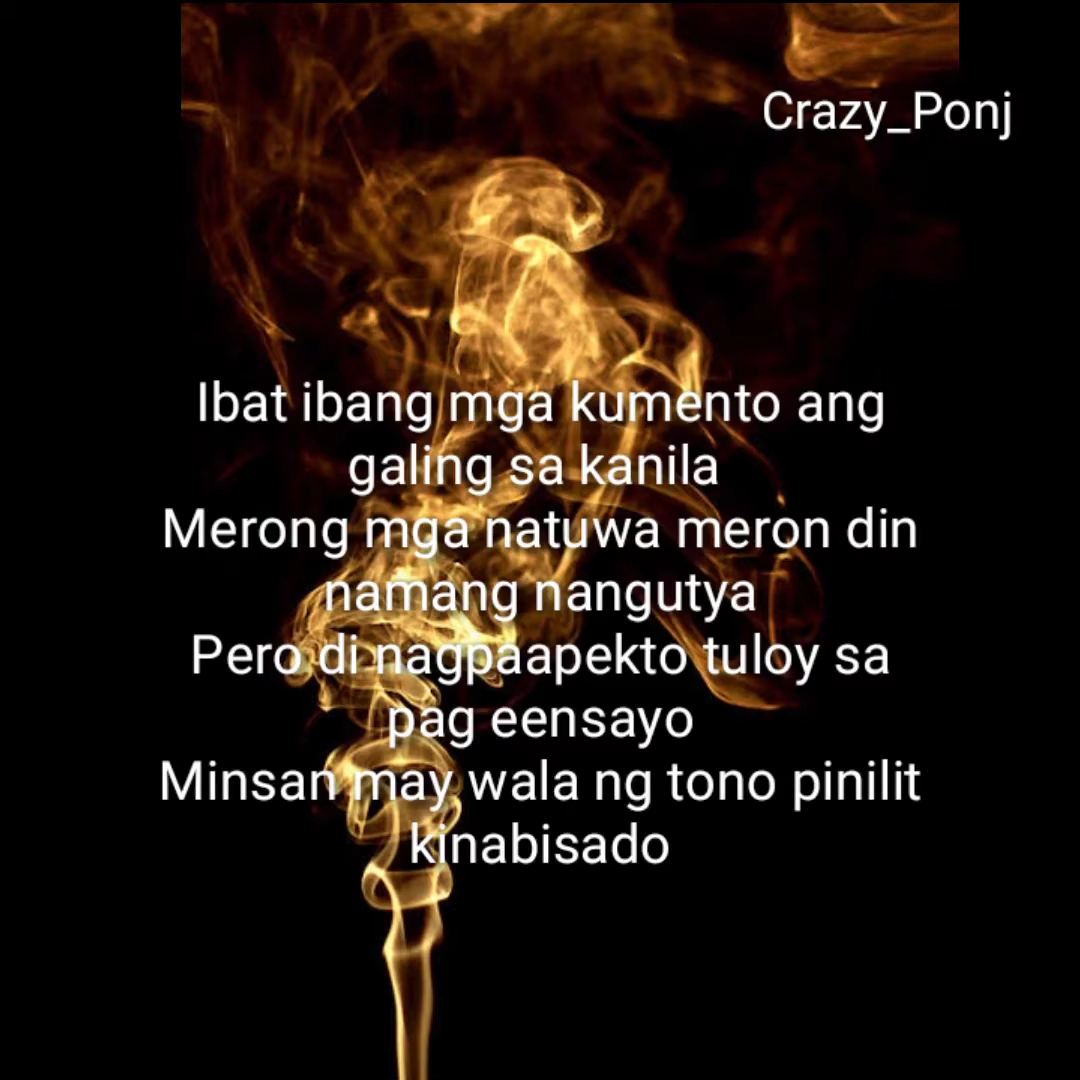 Crazy_Ponj
Ibat ibang mga kumento ang
galing sa kanila
Merong mga natuwa meron din
namang nangutya
Pero di nagpaapekto tuloy sa
pag eensayo
Minsan may wala ng tono pinilit
kinabisado